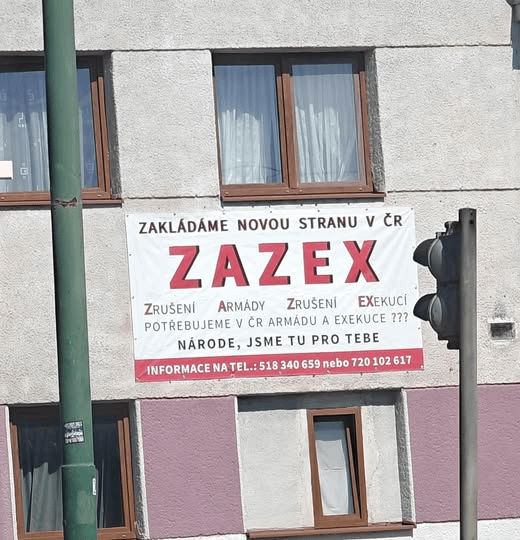 ZAKLÁDÁME NOVOU STRANU V ČR
ZAZEX
ZRUŠENÍ ARMÁDY ZRUŠENÍ EXEKUCÍ
POTŘEBUJEME V ČR ARMÁDU A EXEKUCE ???
NÁRODE, JSME TU PRO TEBE
INFORMACE NA TEL.: 518 340 659 nebo 720 102 617